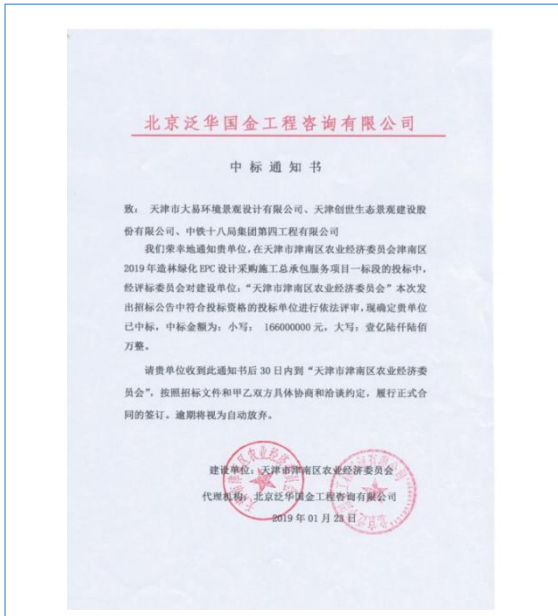 北京泛华国金工程咨询有限公司
中标通知书
致： 天津市大易环境景观设计有限公司、天津创世生态景观建设股
份有限公司、中铁十八局集团第四工程有限公司
我们荣幸地通知贵单位，在天津市津南区农业经济委员会津南区
2019年造林绿化EPC设计采购施工总承包服务项目一标段的投标中，
经评标委员会对建设单位：“天津市津南区农业经济委员会”本次发
出招标公告中符合投标资格的投标单位进行依法评审，现确定贵单位
已中标，中标金额为：小写： 166000000元，大写：壹亿陆仟陆佰
万整。
请贵单位收到此通知书后30日内到“天津市津南区农业经济委
员会”，按照招标文件和甲乙双方具体协商和洽谈约定，履行正式合
同的签订。逾期将视为自动放弃。
建设单位：天津市津南区农业经济委员会
代理机构：北京泛华国金工程咨询有限公司
2019年01月23日